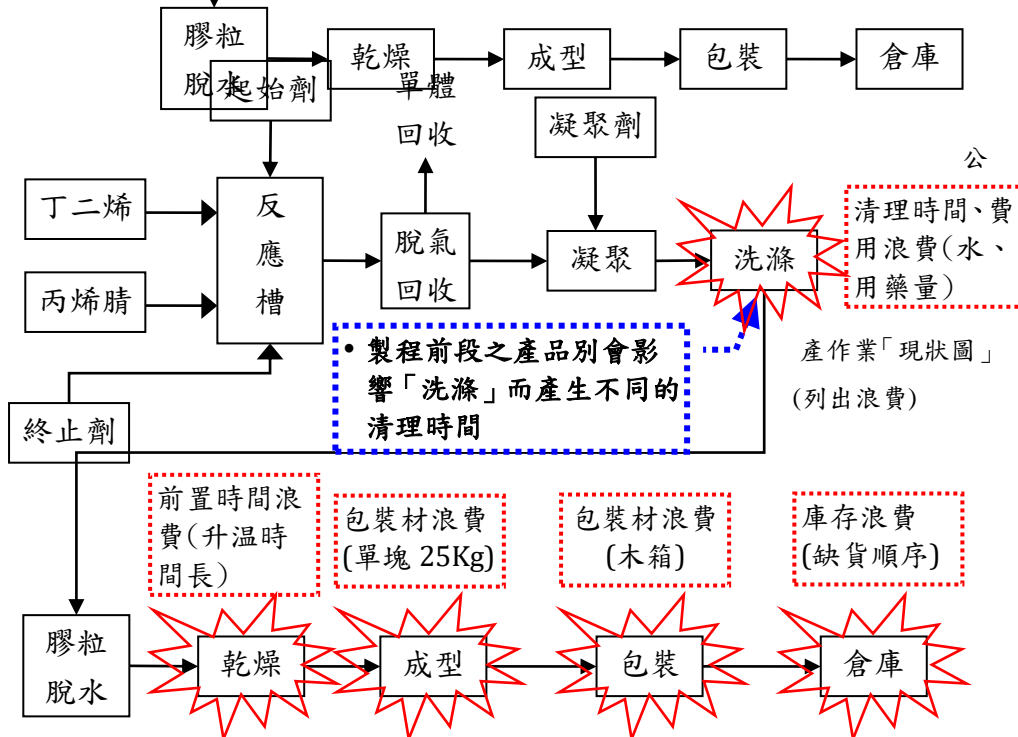 膠粒
脫水
乾燥
成型
包裝
倉庫
起始劑
單體
回收
凝聚劑
公
丁二烯
丙烯腈
反
應
槽
脫氣
回收
凝聚
洗滌
清理時間、費
用浪費(水、
用藥量)
• 製程前段之產品別會影
響「洗滌」而產生不同的
清理時間
產作業「現狀圖」
(列出浪費)
終止劑
前置時間浪
費(升温時
間長)
包裝材浪費
(單塊 25Kg)
包裝材浪費
(木箱)
庫存浪費
(缺貨順序)
膠粒
脫水
乾燥
成型
包裝
倉庫